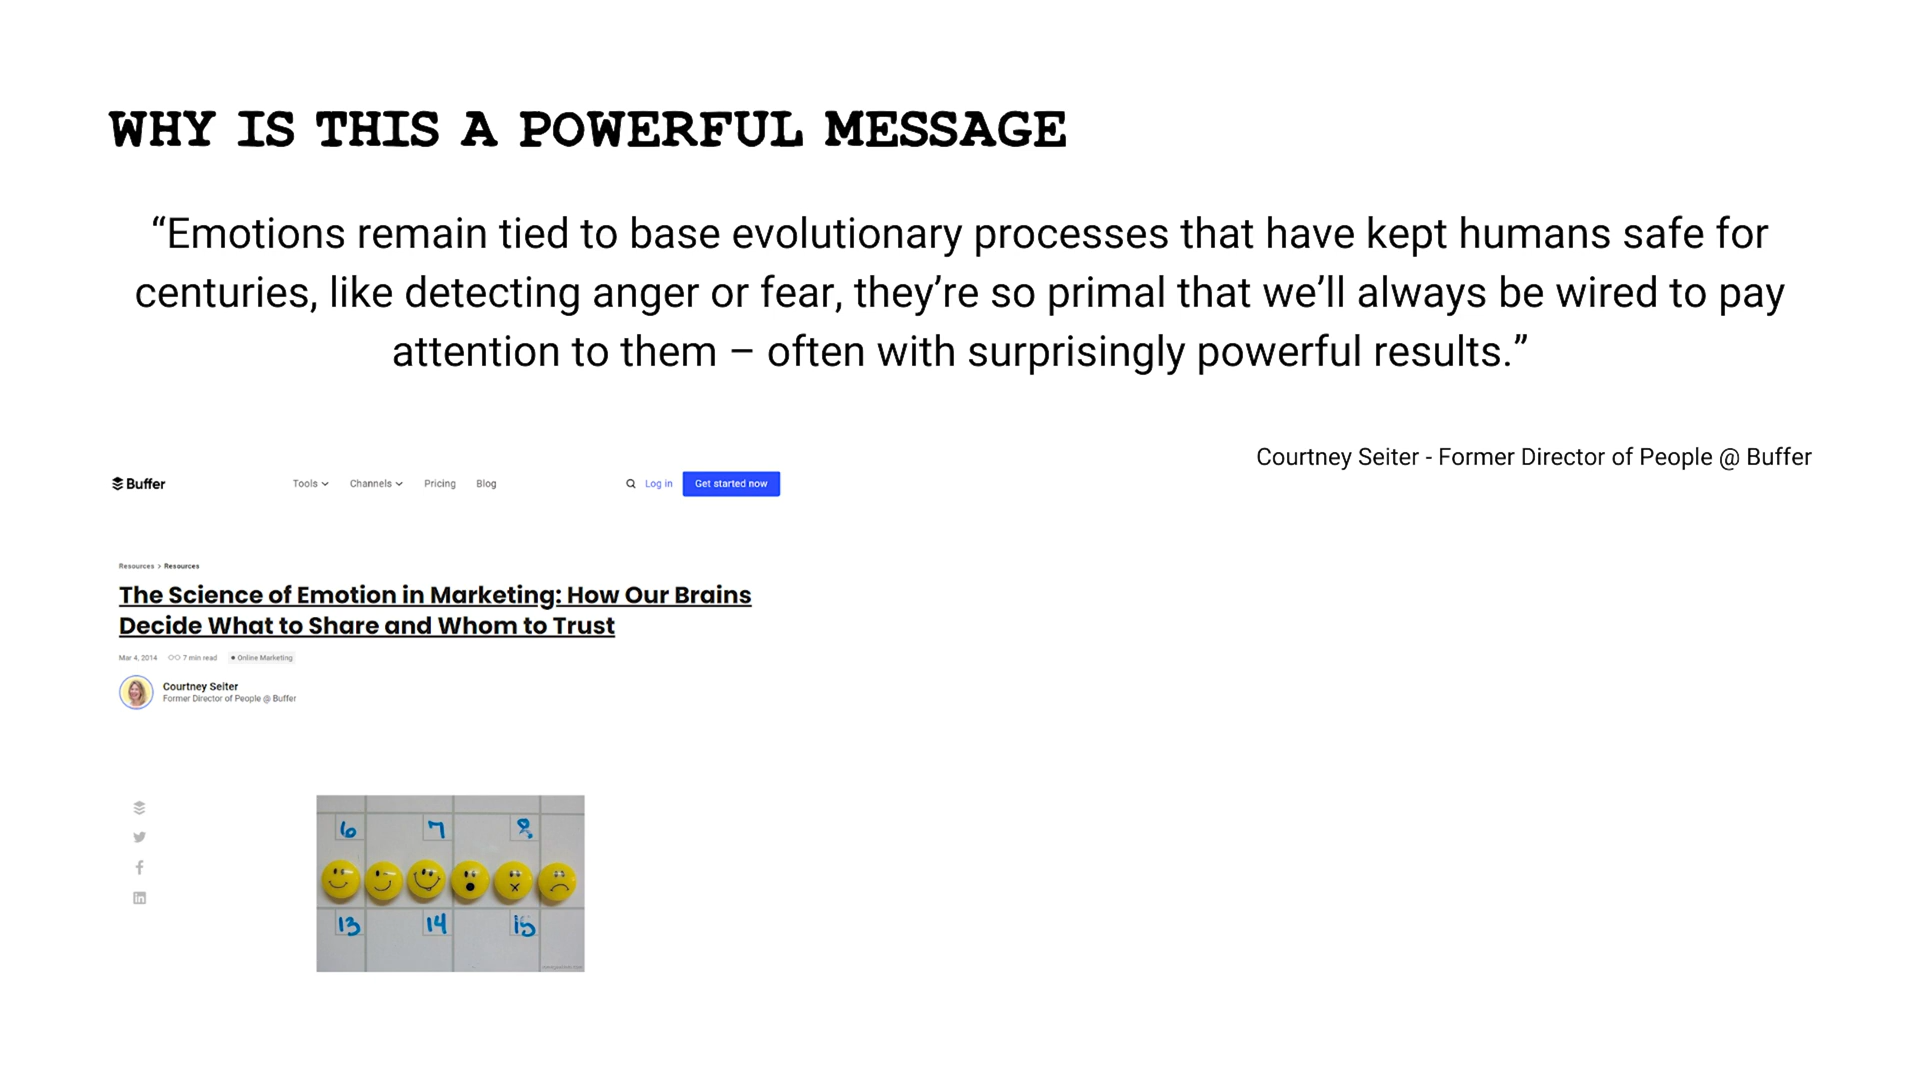 WHY IS THIS A POWERFUL MESSAGE
“Emotions remain tied to base evolutionary processes that have kept humans safe for
centuries, like detecting anger or fear, they’re so primal that we’ll always be wired to pay
attention to them – often with surprisingly powerful results.”
Courtney Seiter - Former Director of People @ Buffer
Buffer
Tools Channels Pricing Blog Log in Get started now
Resources > Resources
The Science of Emotion in Marketing: How Our Brains
Decide What to Share and Whom to Trust
Mar 4, 2014 7 min read • Online Marketing
Courtney Seiter
Former Director of People @ Buffer
6 7 8
13 14 15